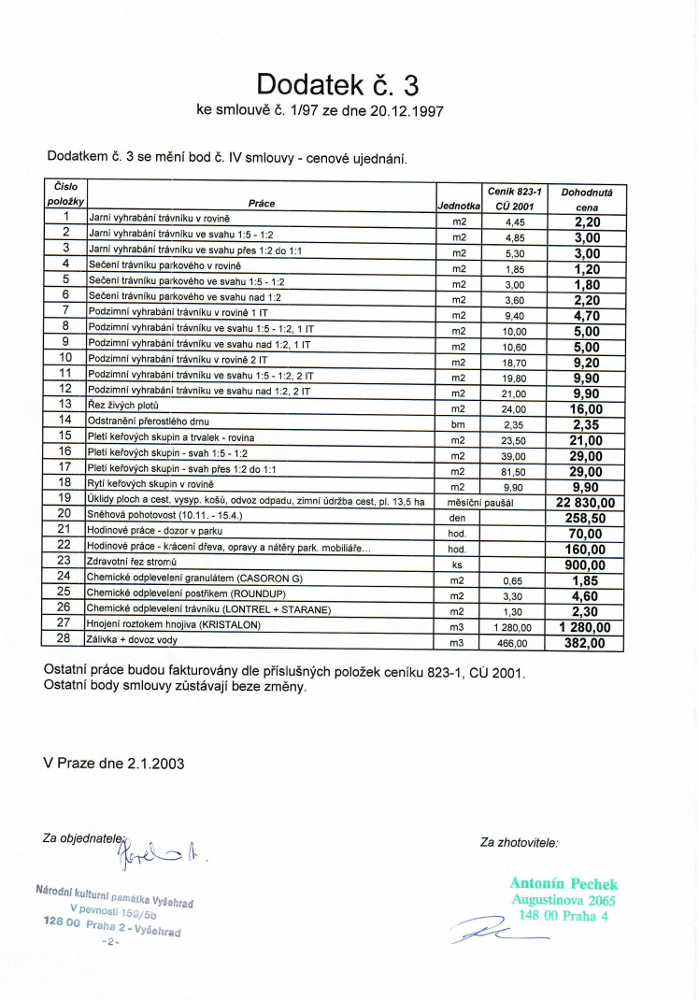 Dodatek č. 3
ke smlouvě č. 1/97 ze dne 20.12.1997
Dodatkem č. 3 se mění bod č. IV smlouvy - cenové ujednání.
Číslo položky Práce Jednotka Ceník 823-1 CÚ 2001 Dohodnutá cena
1 Jarní vyhrabání trávníku v rovině m2 4,45 2,20
2 Jarní vyhrabání trávníku ve svahu 1:5 - 1:2 m2 4,85 3,00
3 Jarní vyhrabání trávníku ve svahu přes 1:2 do 1:1 m2 5,30 3,00
4 Sečení trávníku parkového v rovině m2 1,85 1,20
5 Sečení trávníku parkového ve svahu 1:5 - 1:2 m2 3,00 1,80
6 Sečení trávníku parkového ve svahu nad 1:2 m2 3,60 2,20
7 Podzimní vyhrabání trávníku v rovině 1 IT m2 9,40 4,70
8 Podzimní vyhrabání trávníku ve svahu 1:5 - 1:2, 1 IT m2 10,00 5,00
9 Podzimní vyhrabání trávníku ve svahu nad 1:2, 1 IT m2 10,60 5,00
10 Podzimní vyhrabání trávníku v rovině 2 IT m2 18,70 9,20
11 Podzimní vyhrabání trávníku ve svahu 1:5 - 1:2, 2 IT m2 19,80 9,90
12 Podzimní vyhrabání trávníku ve svahu nad 1:2, 2 IT m2 21,00 9,90
13 Řez živých plotů m2 24,00 16,00
14 Odstranění přerostlého drnu bm 2,35 2,35
15 Pletí keřových skupin a trvalek - rovina m2 23,50 21,00
16 Pletí keřových skupin - svah 1:5 - 1:2 m2 39,00 29,00
17 Pletí keřových skupin - svah přes 1:2 do 1:1 m2 81,50 29,00
18 Rytí keřových skupin v rovině m2 9,90 9,90
19 Úklidy ploch a cest, vysyp. košů, odvoz odpadu, zimní údržba cest, pl. 13,5 ha měsíční paušál 22 830,00
20 Sněhová pohotovost (10.11. - 15.4.) den 258,50
21 Hodinové práce - dozor v parku hod. 70,00
22 Hodinové práce - krácení dřeva, opravy a nátěry park. mobiliáře... hod. 160,00
23 Zdravotní řez stromů ks 900,00
24 Chemické odplevelení granulátem (CASORON G) m2 0,65 1,85
25 Chemické odplevelení postřikem (ROUNDUP) m2 3,30 4,60
26 Chemické odplevelení trávníku (LONTREL + STARANE) m2 1,30 2,30
27 Hnojení roztokem hnojiva (KRISTALON) m3 1 280,00 1 280,00
28 Zálivka + dovoz vody m3 466,00 382,00
Ostatní práce budou fakturovány dle příslušných položek ceníku 823-1, CÚ 2001.
Ostatní body smlouvy zůstávají beze změny.
V Praze dne 2.1.2003
Za objednatele:
Za zhotovitele:
Národní kulturní památka Vyšehrad
V pevnosti 159/5b
128 00 Praha 2 - Vyšehrad
-2-
Antonín Pechek
Augustinova 2065
148 00 Praha 4